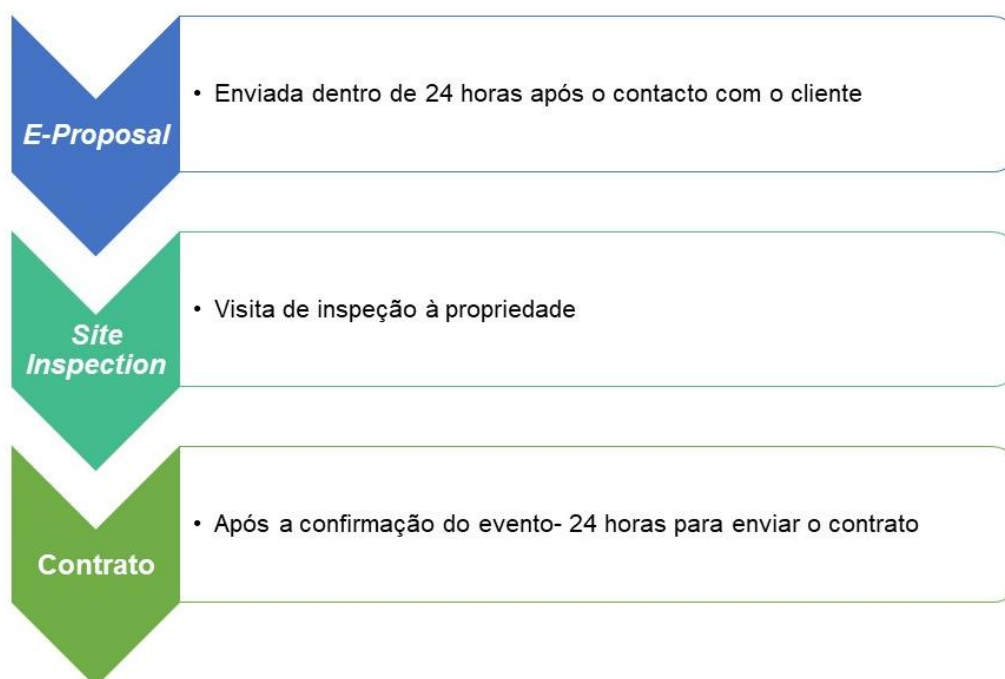 E-Proposal
• Enviada dentro de 24 horas após o contacto com o cliente
Site
Inspection
• Visita de inspeção à propriedade
Contrato
• Após a confirmação do evento- 24 horas para enviar o contrato